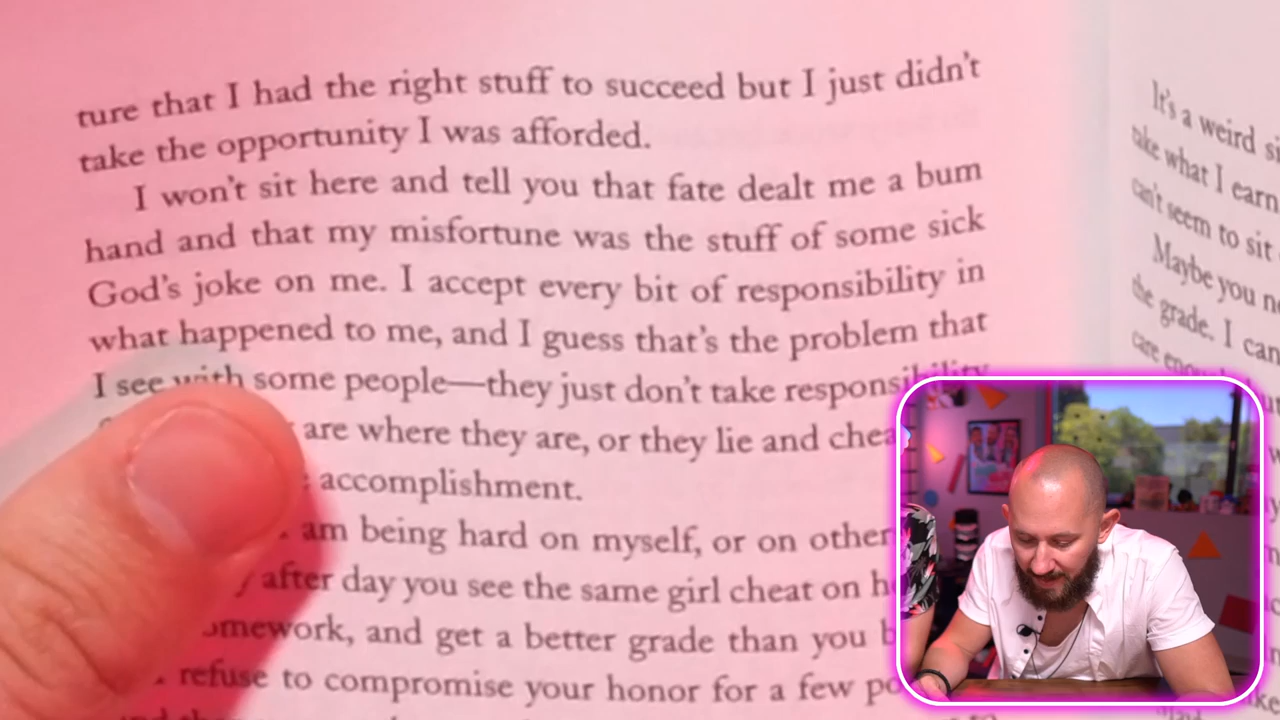 ture that I had the right stuff to succeed but I just didn't
take the opportunity I was afforded.
I won't sit here and tell you that fate dealt me a bum
hand and that my misfortune was the stuff of some sick
God's joke on me. I accept every bit of responsibility in
what happened to me, and I guess that's the problem that
I see with some people—they just don't take responsibility
are where they are, or they lie and
accomplishment.
am being hard on myself, or on other
after day you see the same girl cheat on
and get a better grade than you
refuse to compromise your honor for a few
It's a weird
take what I earn
can't seem to sit
Maybe you
the grade. I can
care